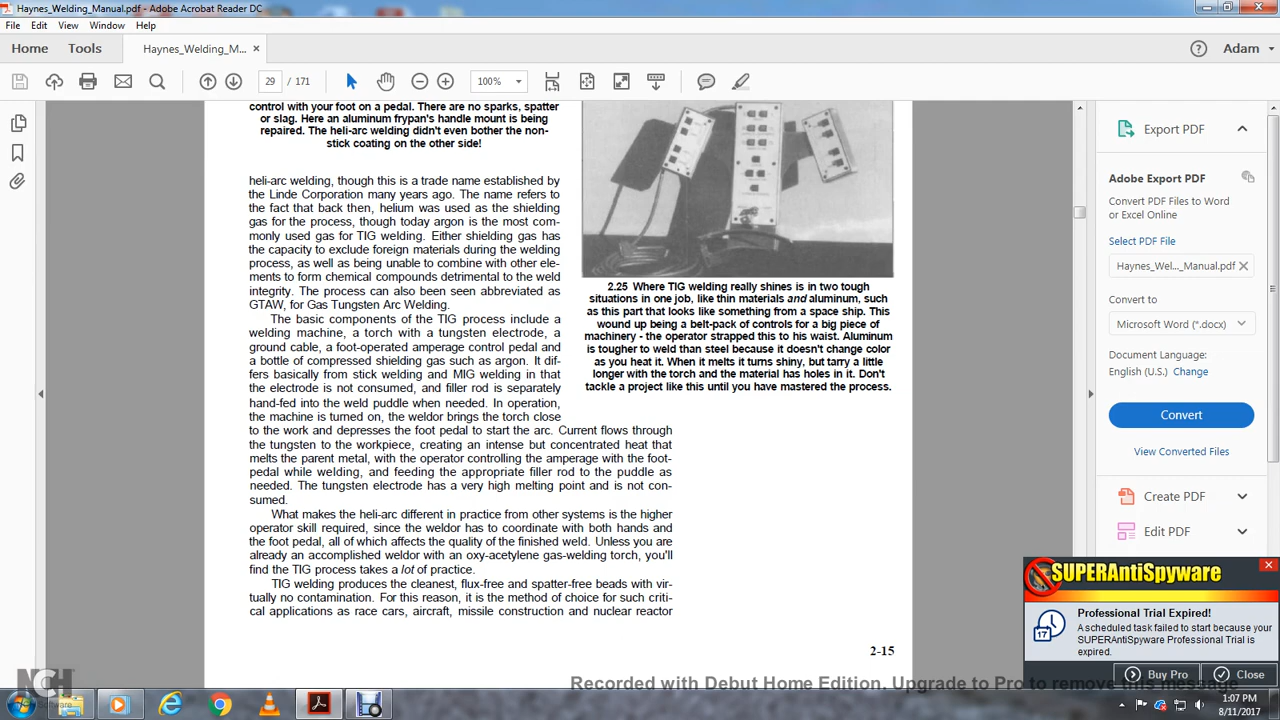 Haynes_Welding_Manual.pdf - Adobe Acrobat Reader DC
File Edit View Window Help
Home Tools Haynes_Welding_M... × Adam
29 / 171 100%
control with your foot on a pedal. There are no sparks, spatter
or slag. Here an aluminum frypan's handle mount is being
repaired. The heli-arc welding didn't even bother the non-
stick coating on the other side!
heli-arc welding, though this is a trade name established by
the Linde Corporation many years ago. The name refers to
the fact that back then, helium was used as the shielding
gas for the process, though today argon is the most com-
monly used gas for TIG welding. Either shielding gas has
the capacity to exclude foreign materials during the welding
process, as well as being unable to combine with other ele-
ments to form chemical compounds detrimental to the weld
integrity. The process can also been seen abbreviated as
GTAW, for Gas Tungsten Arc Welding.
The basic components of the TIG process include a
welding machine, a torch with a tungsten electrode, a
ground cable, a foot-operated amperage control pedal and
a bottle of compressed shielding gas such as argon. It dif-
fers basically from stick welding and MIG welding in that
the electrode is not consumed, and filler rod is separately
hand-fed into the weld puddle when needed. In operation,
the machine is turned on, the weldor brings the torch close
to the work and depresses the foot pedal to start the arc. Current flows through
the tungsten to the workpiece, creating an intense but concentrated heat that
melts the parent metal, with the operator controlling the amperage with the foot-
pedal while welding, and feeding the appropriate filler rod to the puddle as
needed. The tungsten electrode has a very high melting point and is not con-
sumed.
What makes the heli-arc different in practice from other systems is the higher
operator skill required, since the weldor has to coordinate with both hands and
the foot pedal, all of which affects the quality of the finished weld. Unless you are
already an accomplished weldor with an oxy-acetylene gas-welding torch, you'll
find the TIG process takes a lot of practice.
TIG welding produces the cleanest, flux-free and spatter-free beads with vir-
tually no contamination. For this reason, it is the method of choice for such criti-
cal applications as race cars, aircraft, missile construction and nuclear reactor
2.25 Where TIG welding really shines is in two tough
situations in one job, like thin materials and aluminum, such
as this part that looks like something from a space ship. This
wound up being a belt-pack of controls for a big piece of
machinery - the operator strapped this to his waist. Aluminum
is tougher to weld than steel because it doesn't change color
as you heat it. When it melts it turns shiny, but tarry a little
longer with the torch and the material has holes in it. Don't
tackle a project like this until you have mastered the process.
2-15
Export PDF
Adobe Export PDF
Convert PDF Files to Word
or Excel Online
Select PDF File
Haynes_Wel..._Manual.pdf ×
Convert to
Microsoft Word (*.docx)
Document Language:
English (U.S.) Change
Convert
View Converted Files
Create PDF
Edit PDF
SUPERAntiSpyware
17
Professional Trial Expired!
A scheduled task failed to start because your
SUPERAntiSpyware Professional Trial is
expired.
Buy Pro Close
NCH
Recorded with Debut Home Edition. Upgrade to Pro to remove this message
1:07 PM
8/11/2017